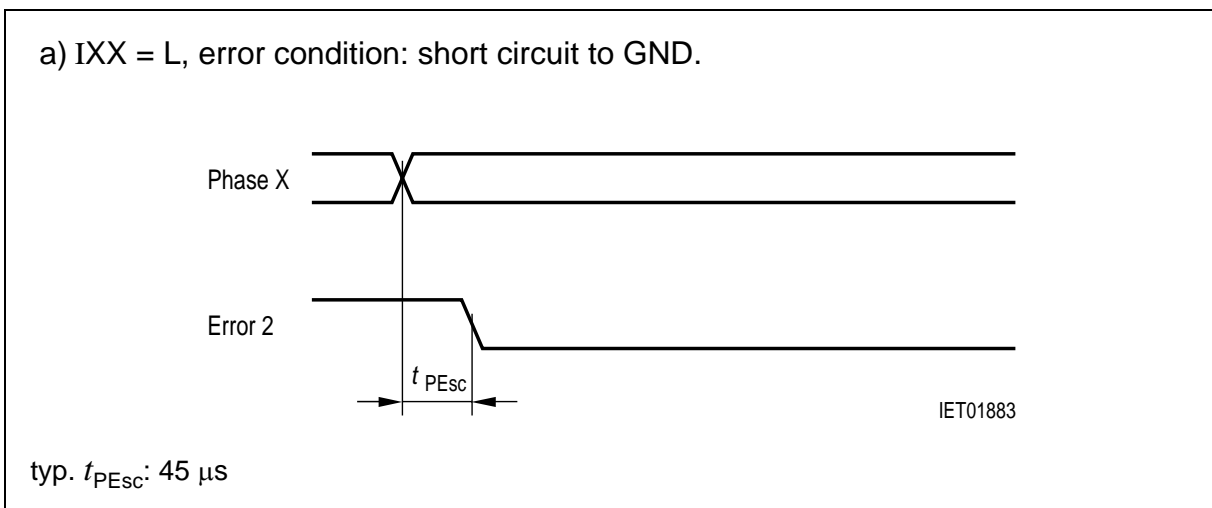 a) IXX = L, error condition: short circuit to GND.
Phase X
Error 2
t PEsc
IET01883
typ. tPEsc: 45 μs